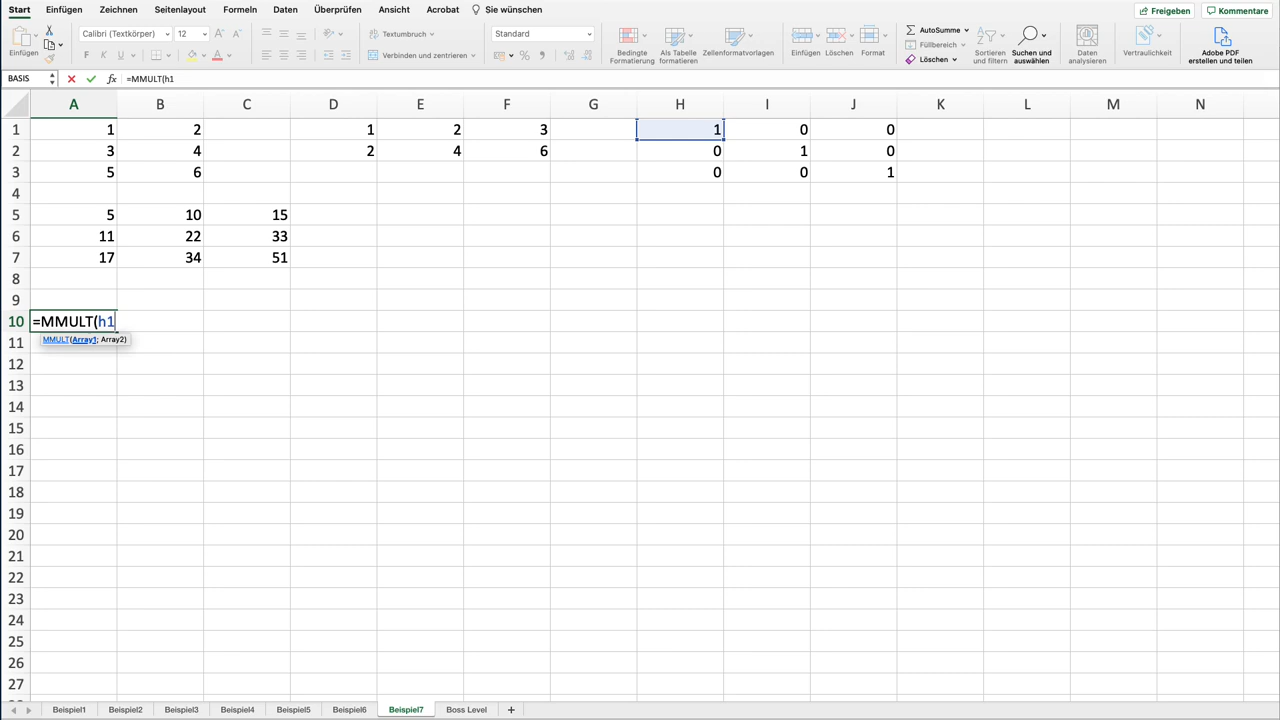 Start Einfügen Zeichnen Seitenlayout Formeln Daten Überprüfen Ansicht Acrobat Sie wünschen Freigeben Kommentare
Einfügen Calibri (Textkörper) 12 A A Textumbruch Standard Bedingte Formatierung Als Tabelle formatieren Zellenformatvorlagen Einfügen Löschen Format AutoSumme Füllbereich Löschen Sortieren und filtern Suchen und auswählen Vertraulichkeit Daten analysieren Adobe PDF erstellen und teilen
F K U A Verbinden und zentrieren
BASIS fx =MMULT(h1
A B C D E F G H I J K L M N
1 1 2 1 2 3 1 0 0
2 3 4 2 4 6 0 1 0
3 5 6 0 0 1
4
5 5 10 15
6 11 22 33
7 17 34 51
8
9
10 =MMULT(h1
11 MMULT(Array1; Array2)
12
13
14
15
16
17
18
19
20
21
22
23
24
25
26
27
Beispiel1 Beispiel2 Beispiel3 Beispiel4 Beispiel5 Beispiel6 Beispiel7 Boss Level +